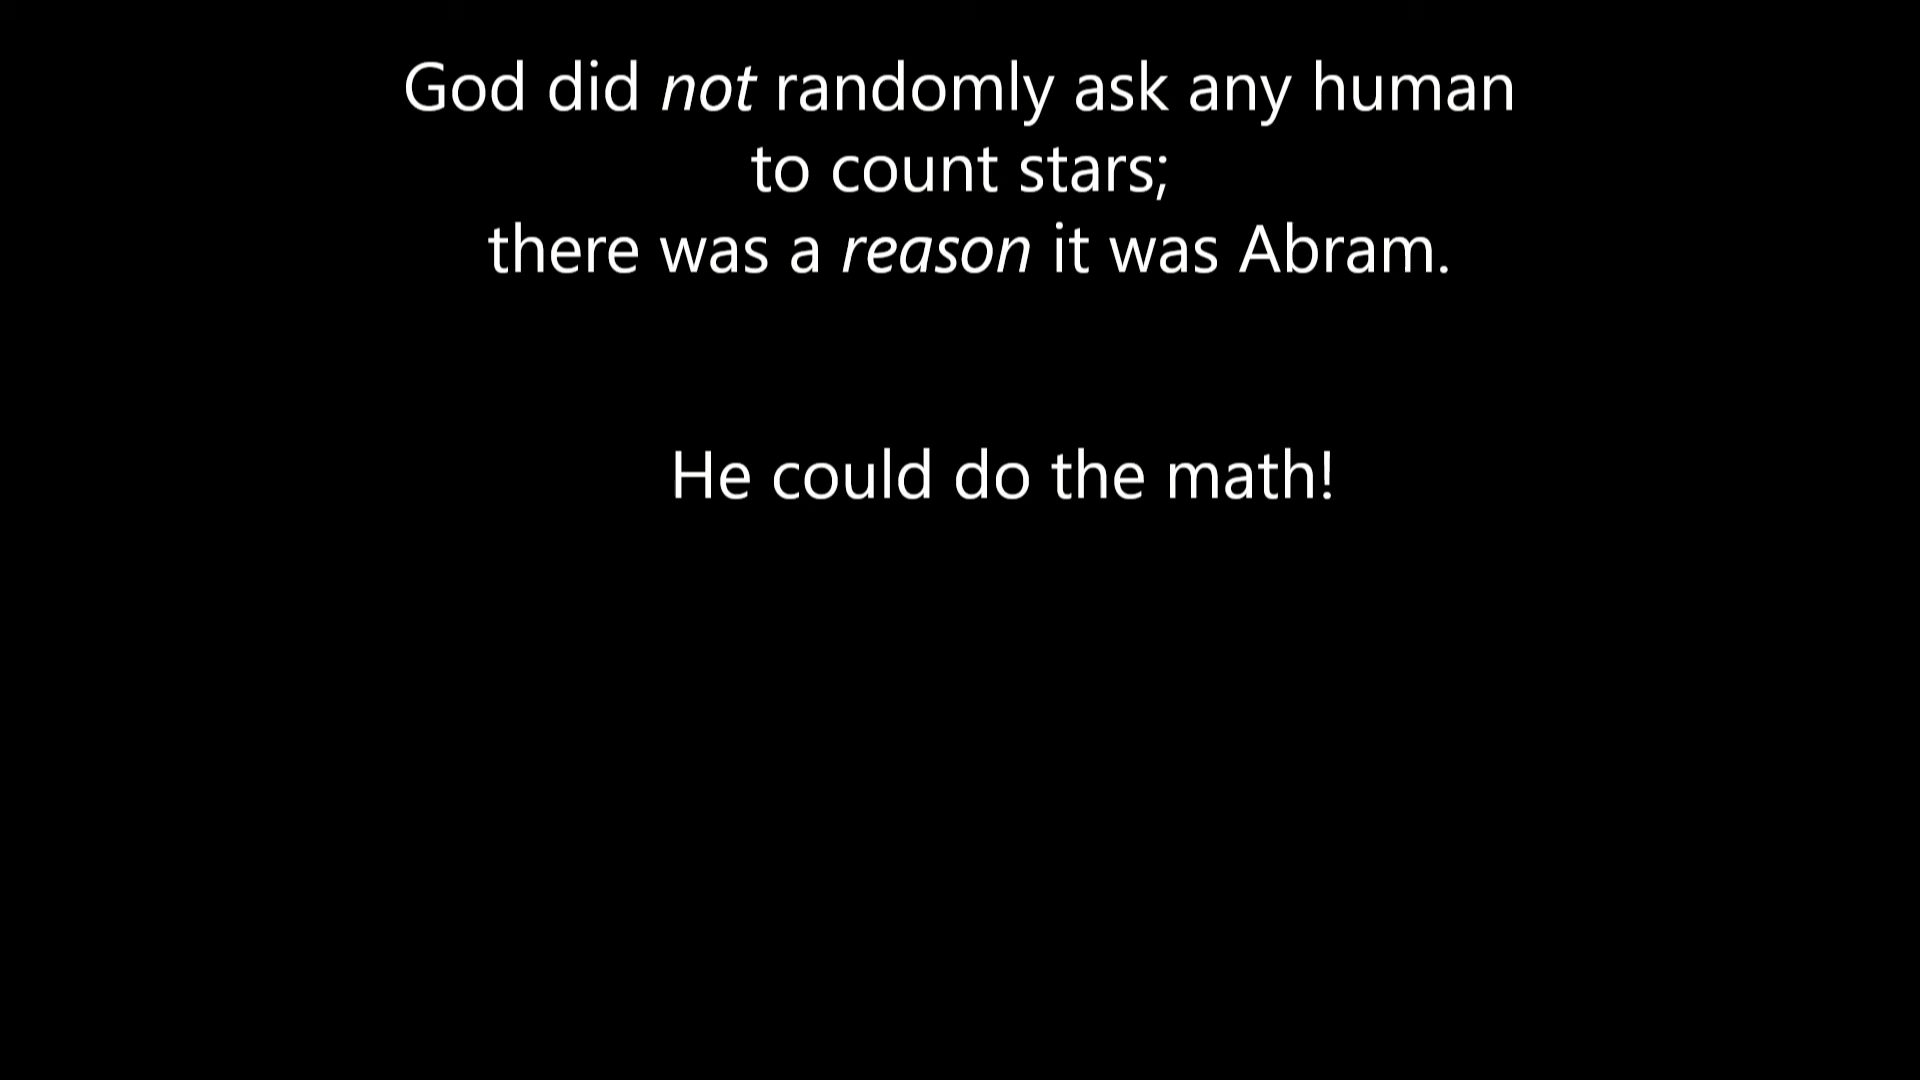 God did not randomly ask any human
to count stars;
there was a reason it was Abram.
He could do the math!